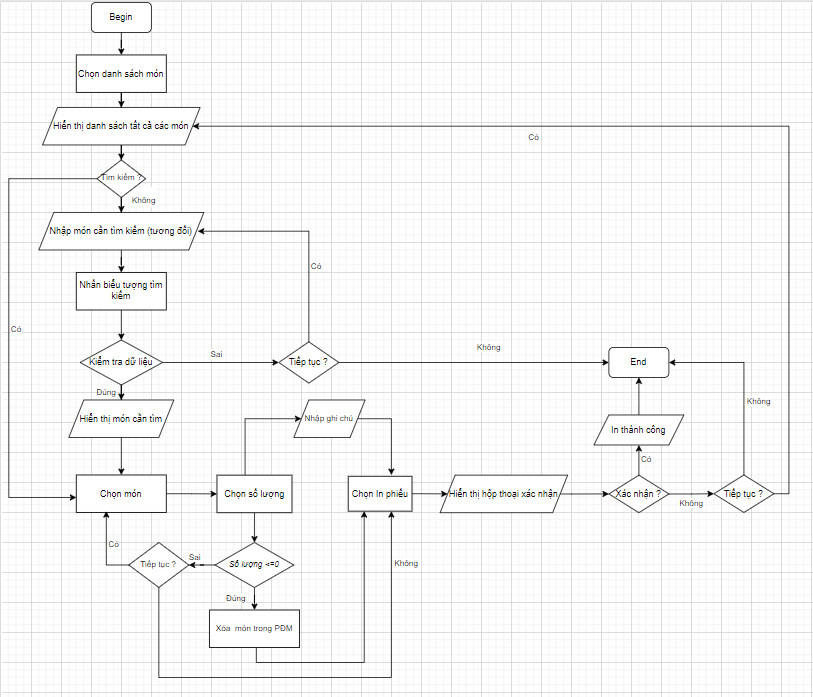 Begin
Chọn danh sách món
Hiển thị danh sách tất cả các món
Có
Tìm kiếm ?
Không
Nhập món cần tìm kiếm (tương đối)
Có
Nhấn biểu tượng tìm
kiếm
Có
Kiểm tra dữ liệu
Sai
Tiếp tục ?
Không
End
Đúng
Không
Hiển thị món cần tìm
Nhập ghi chú
In thành công
Có
Chọn món
Chọn số lượng
Chọn In phiếu
Hiển thị hộp thoại xác nhận
Xác nhận ?
Không
Tiếp tục ?
Có
Tiếp tục ?
Sai
Số lượng <=0
Không
Đúng
Xóa món trong PĐM